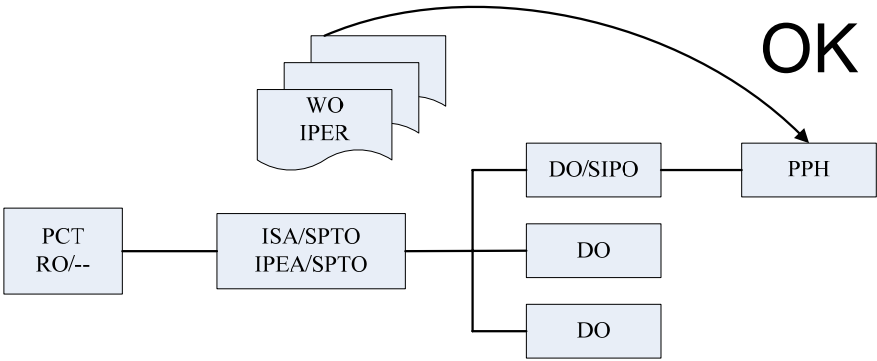 OK
WO
IPER
DO/SIPO
PPH
PCT
RO/--
ISA/SPTO
IPEA/SPTO
DO
DO